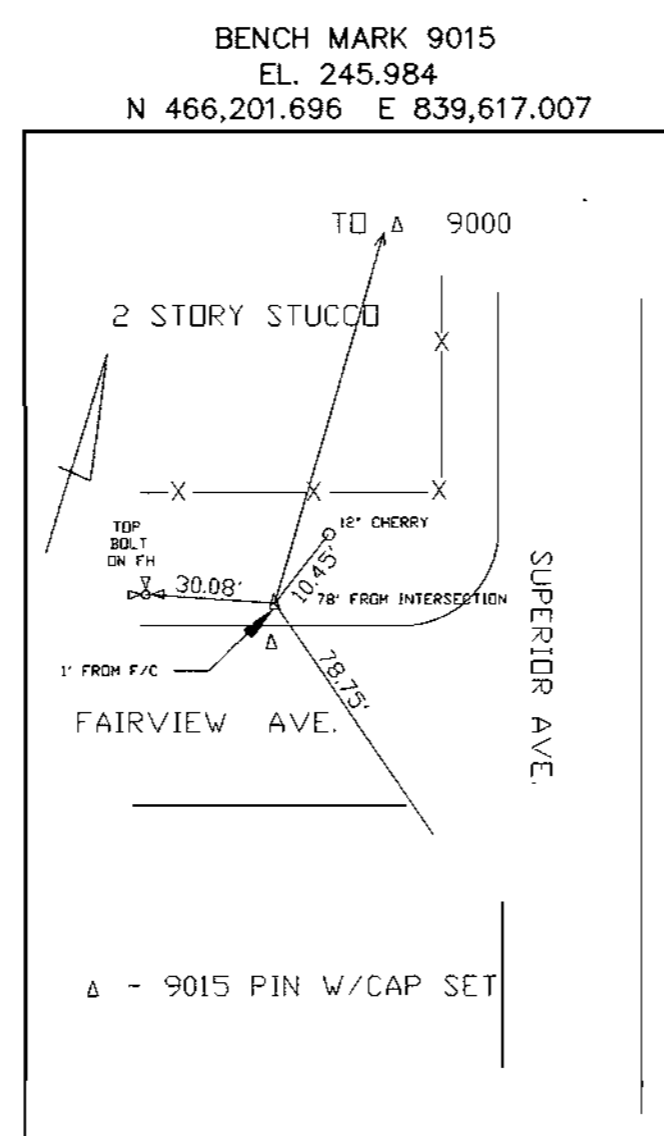 BENCH MARK 9015
EL. 245.984
N 466,201.696 E 839,617.007
TO Δ 9000
2 STORY STUCCO
X
X X X
12" CHERRY
TOP
BOLT
ON FH
30.08'
10.45'
78' FROM INTERSECTION
1' FROM F/C
78.75'
FAIRVIEW AVE.
SUPERIOR AVE.
Δ - 9015 PIN W/CAP SET